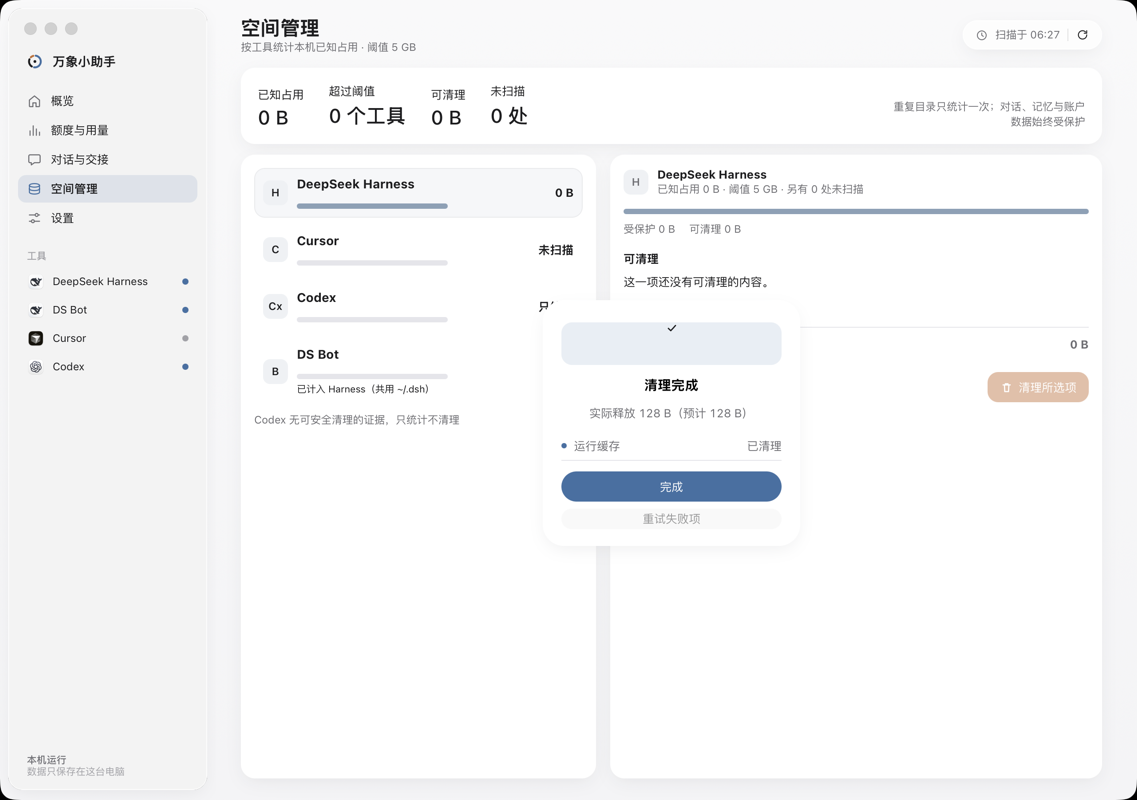 万象小助手
概览
额度与用量
对话与交接
空间管理
设置
工具
DeepSeek Harness
DS Bot
Cursor
Codex
本机运行
数据只保存在这台电脑
空间管理
按工具统计本机已知占用 · 阈值 5 GB
扫描于 06:27
已知占用
0 B
超过阈值
0 个工具
可清理
0 B
未扫描
0 处
重复目录只统计一次；对话、记忆与账户
数据始终受保护
H
DeepSeek Harness
0 B
C
Cursor
未扫描
Cx
Codex
B
DS Bot
已计入 Harness（共用 ~/.dsh）
Codex 无可安全清理的证据，只统计不清理
H
DeepSeek Harness
已知占用 0 B · 阈值 5 GB · 另有 0 处未扫描
受保护 0 B
可清理 0 B
可清理
这一项还没有可清理的内容。
0 B
清理所选项
清理完成
实际释放 128 B（预计 128 B）
运行缓存
已清理
完成
重试失败项